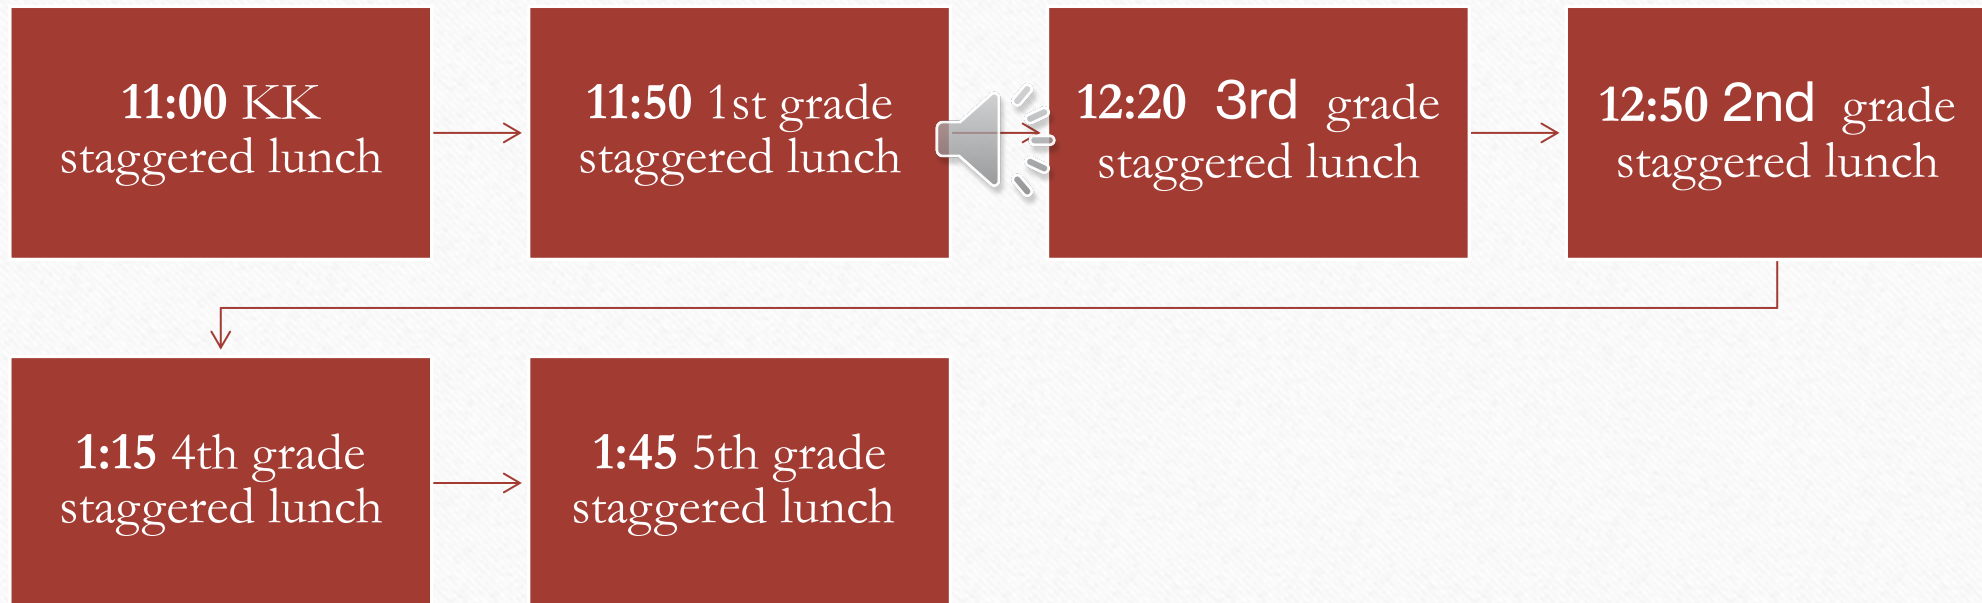 11:00 KK
staggered lunch
11:50 1st grade
staggered lunch
12:20 3rd grade
staggered lunch
12:50 2nd grade
staggered lunch
1:15 4th grade
staggered lunch
1:45 5th grade
staggered lunch